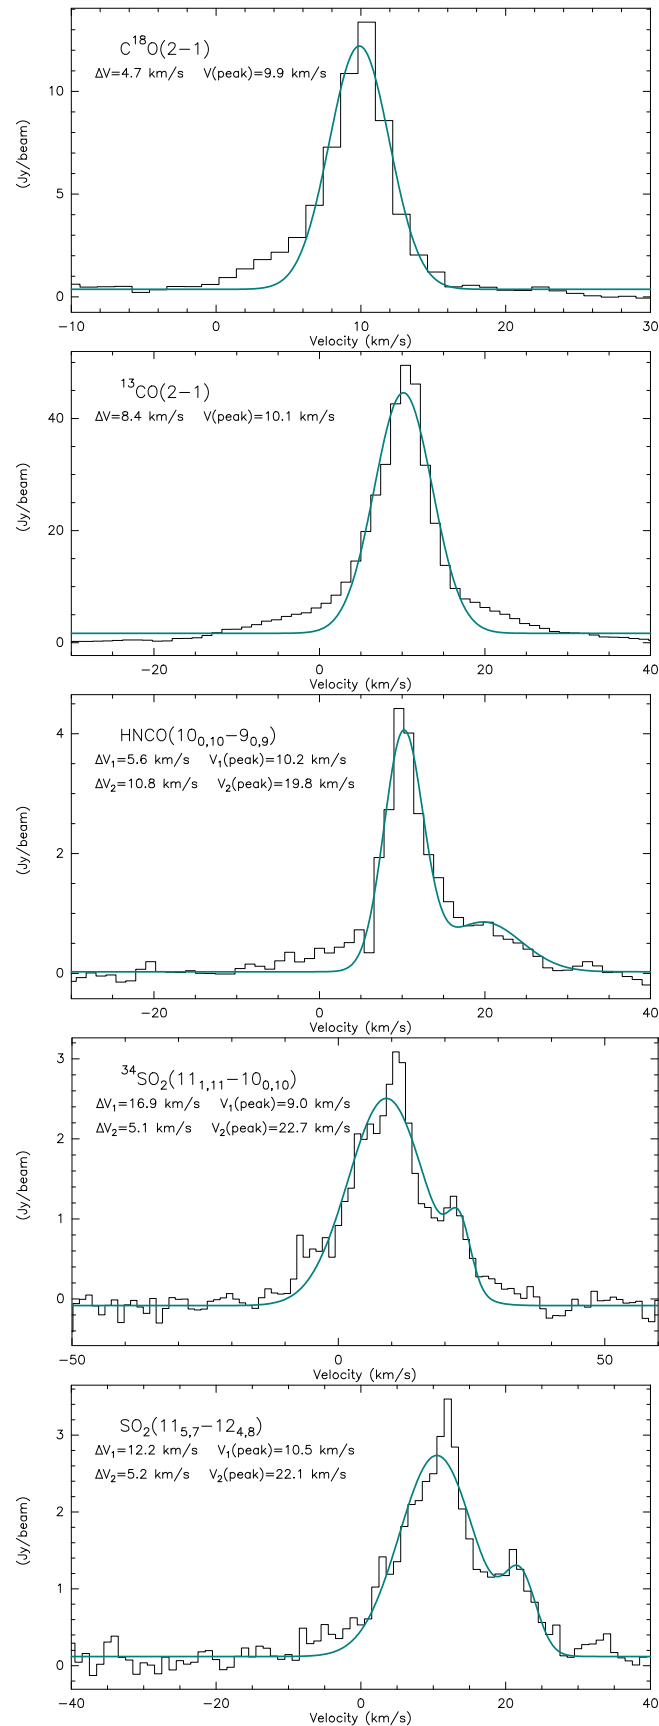 C¹⁸O(2−1)
ΔV=4.7 km/s V(peak)=9.9 km/s
(Jy/beam)
10
5
0
−10 0 10 20 30
Velocity (km/s)
¹³CO(2−1)
ΔV=8.4 km/s V(peak)=10.1 km/s
(Jy/beam)
40
20
0
−20 0 20 40
Velocity (km/s)
HNCO(10₀,₁₀−9₀,₉)
ΔV₁=5.6 km/s V₁(peak)=10.2 km/s
ΔV₂=10.8 km/s V₂(peak)=19.8 km/s
(Jy/beam)
4
2
0
−20 0 20 40
Velocity (km/s)
³⁴SO₂(11₁,₁₁−10₀,₁₀)
ΔV₁=16.9 km/s V₁(peak)=9.0 km/s
ΔV₂=5.1 km/s V₂(peak)=22.7 km/s
(Jy/beam)
3
2
1
0
−50 0 50
Velocity (km/s)
SO₂(11₅,₇−12₄,₈)
ΔV₁=12.2 km/s V₁(peak)=10.5 km/s
ΔV₂=5.2 km/s V₂(peak)=22.1 km/s
(Jy/beam)
3
2
1
0
−40 −20 0 20 40
Velocity (km/s)